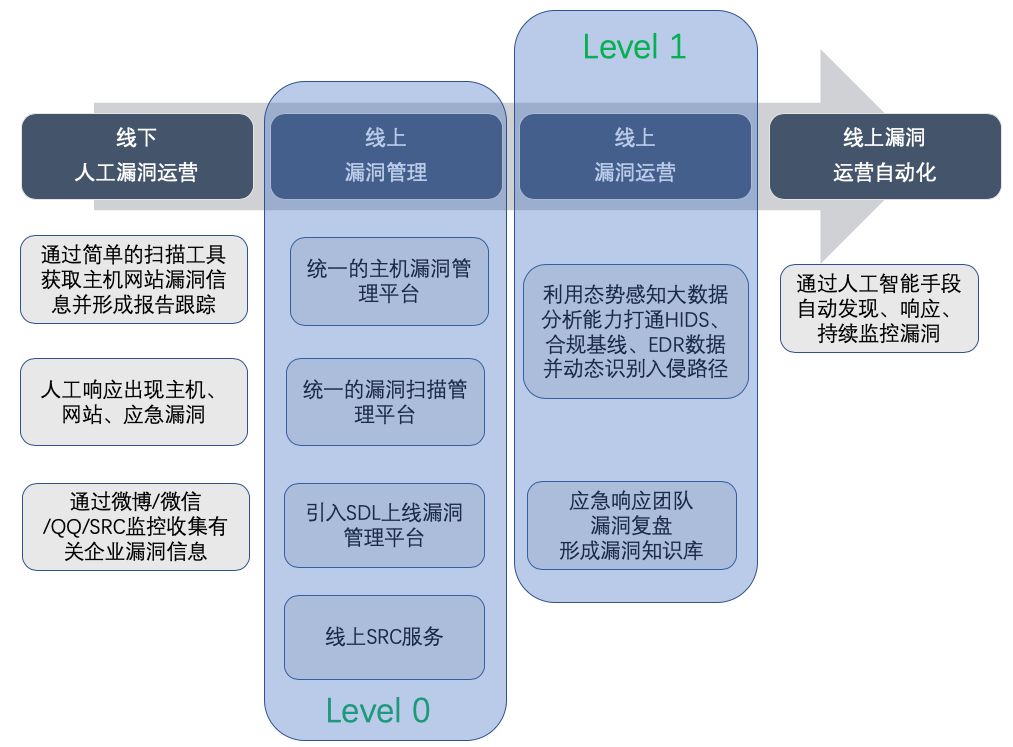 Level 1
线下
人工漏洞运营
线上
漏洞管理
线上
漏洞运营
线上漏洞
运营自动化
通过简单的扫描工具
获取主机网站漏洞信
息并形成报告跟踪
人工响应出现主机、
网站、应急漏洞
通过微博/微信
/QQ/SRC监控收集有
关企业漏洞信息
统一的主机漏洞管
理平台
统一的漏洞扫描管
理平台
引入SDL上线漏洞
管理平台
线上SRC服务
Level 0
利用态势感知大数据
分析能力打通HIDS、
合规基线、EDR数据
并动态识别入侵路径
应急响应团队
漏洞复盘
形成漏洞知识库
通过人工智能手段
自动发现、响应、
持续监控漏洞